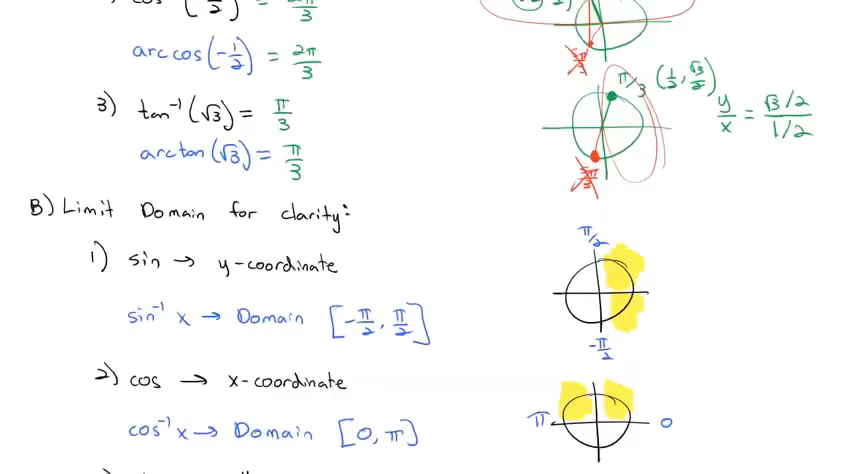 arccos(-1/2) = 2π/3
π/3 (1/2, √3/2)
3) tan⁻¹(√3) = π/3
y/x = √3/2 / 1/2
arctan(√3) = π/3
B) Limit Domain for clarity:
π/2
1) sin → y-coordinate
sin⁻¹ x → Domain [-π/2, π/2]
-π/2
2) cos → x-coordinate
cos⁻¹ x → Domain [0, π]
π 0